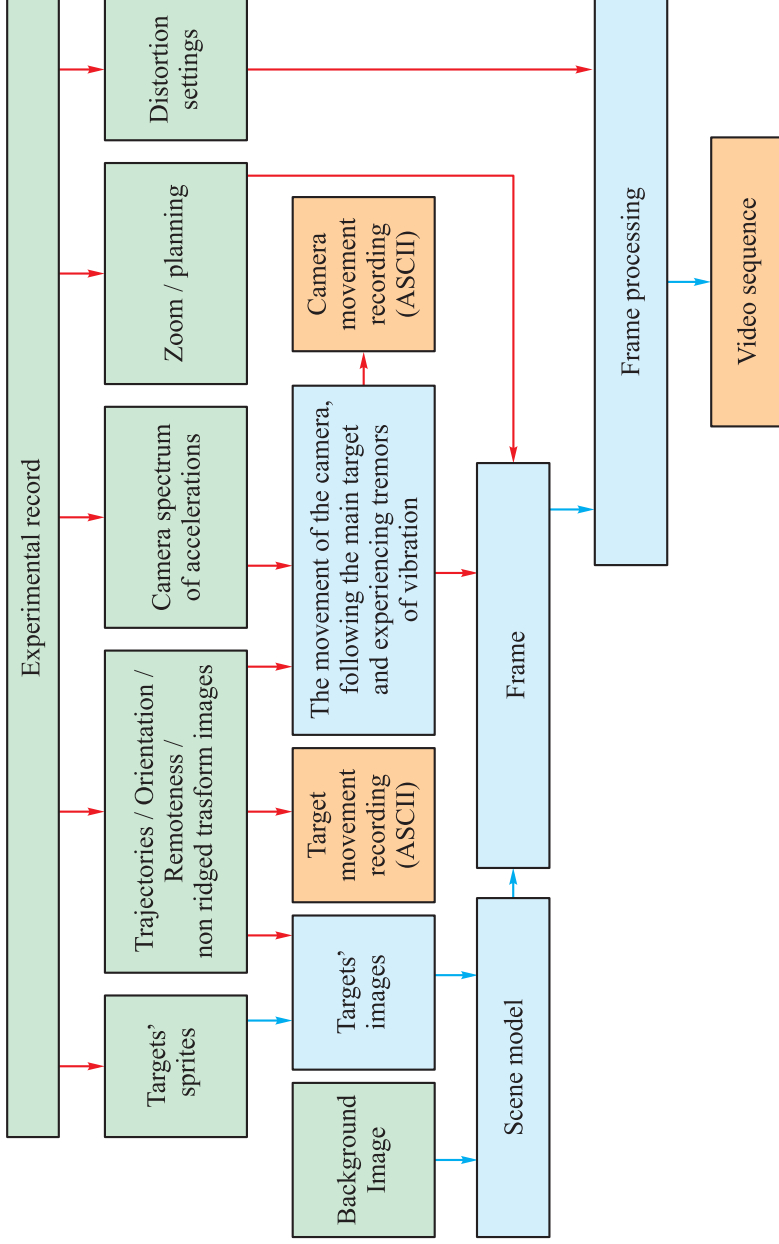 Experimental record
Targets'
sprites
Trajectories / Orientation /
Remoteness /
non ridged trasform images
Camera spectrum
of accelerations
Zoom / planning
Distortion
settings
Background
Image
Targets'
images
Target
movement
recording
(ASCII)
The movement of the camera,
following the main target
and experiencing tremors
of vibration
Camera
movement
recording
(ASCII)
Scene model
Frame
Frame processing
Video sequence